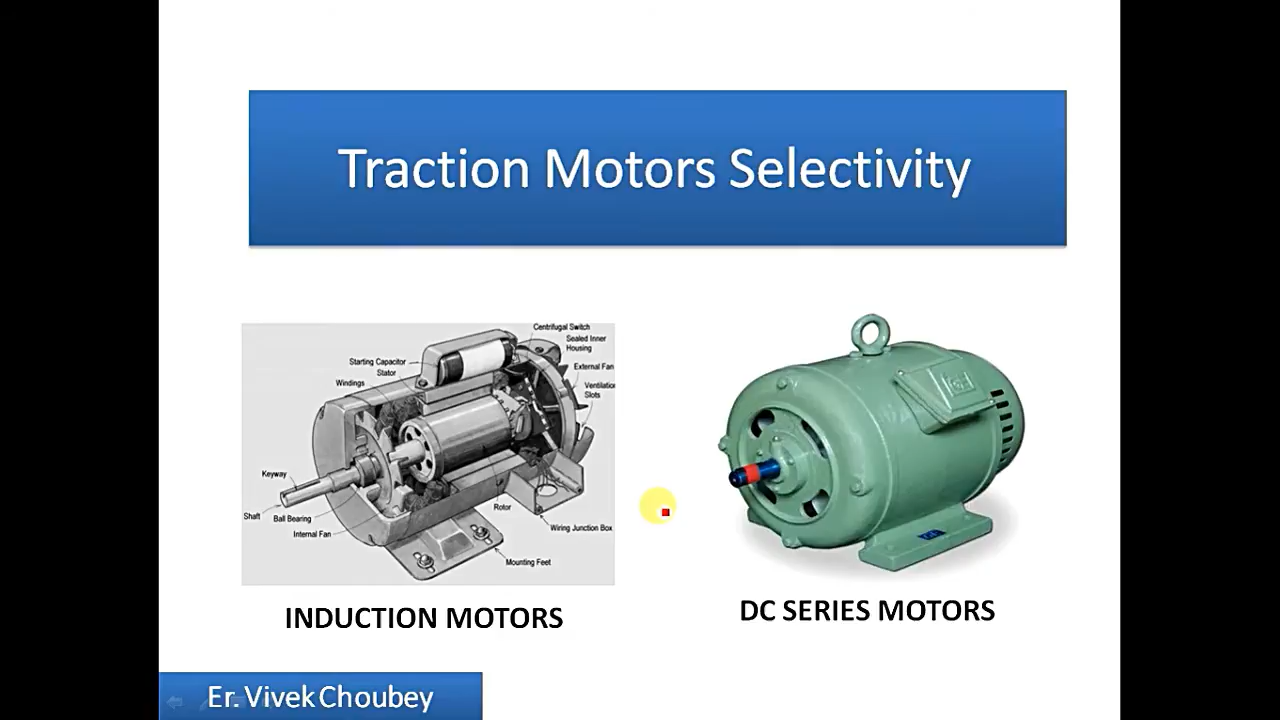 Traction Motors Selectivity
Centrifugal Switch
Sealed Inner
Housing
Starting Capacitor
External Fan
Stator
Windings
Ventilation
Slots
Keyway
Shaft
Ball Bearing
Rotor
Internal Fan
Wiring Junction Box
Mounting Feet
INDUCTION MOTORS
DC SERIES MOTORS
Er. Vivek Choubey